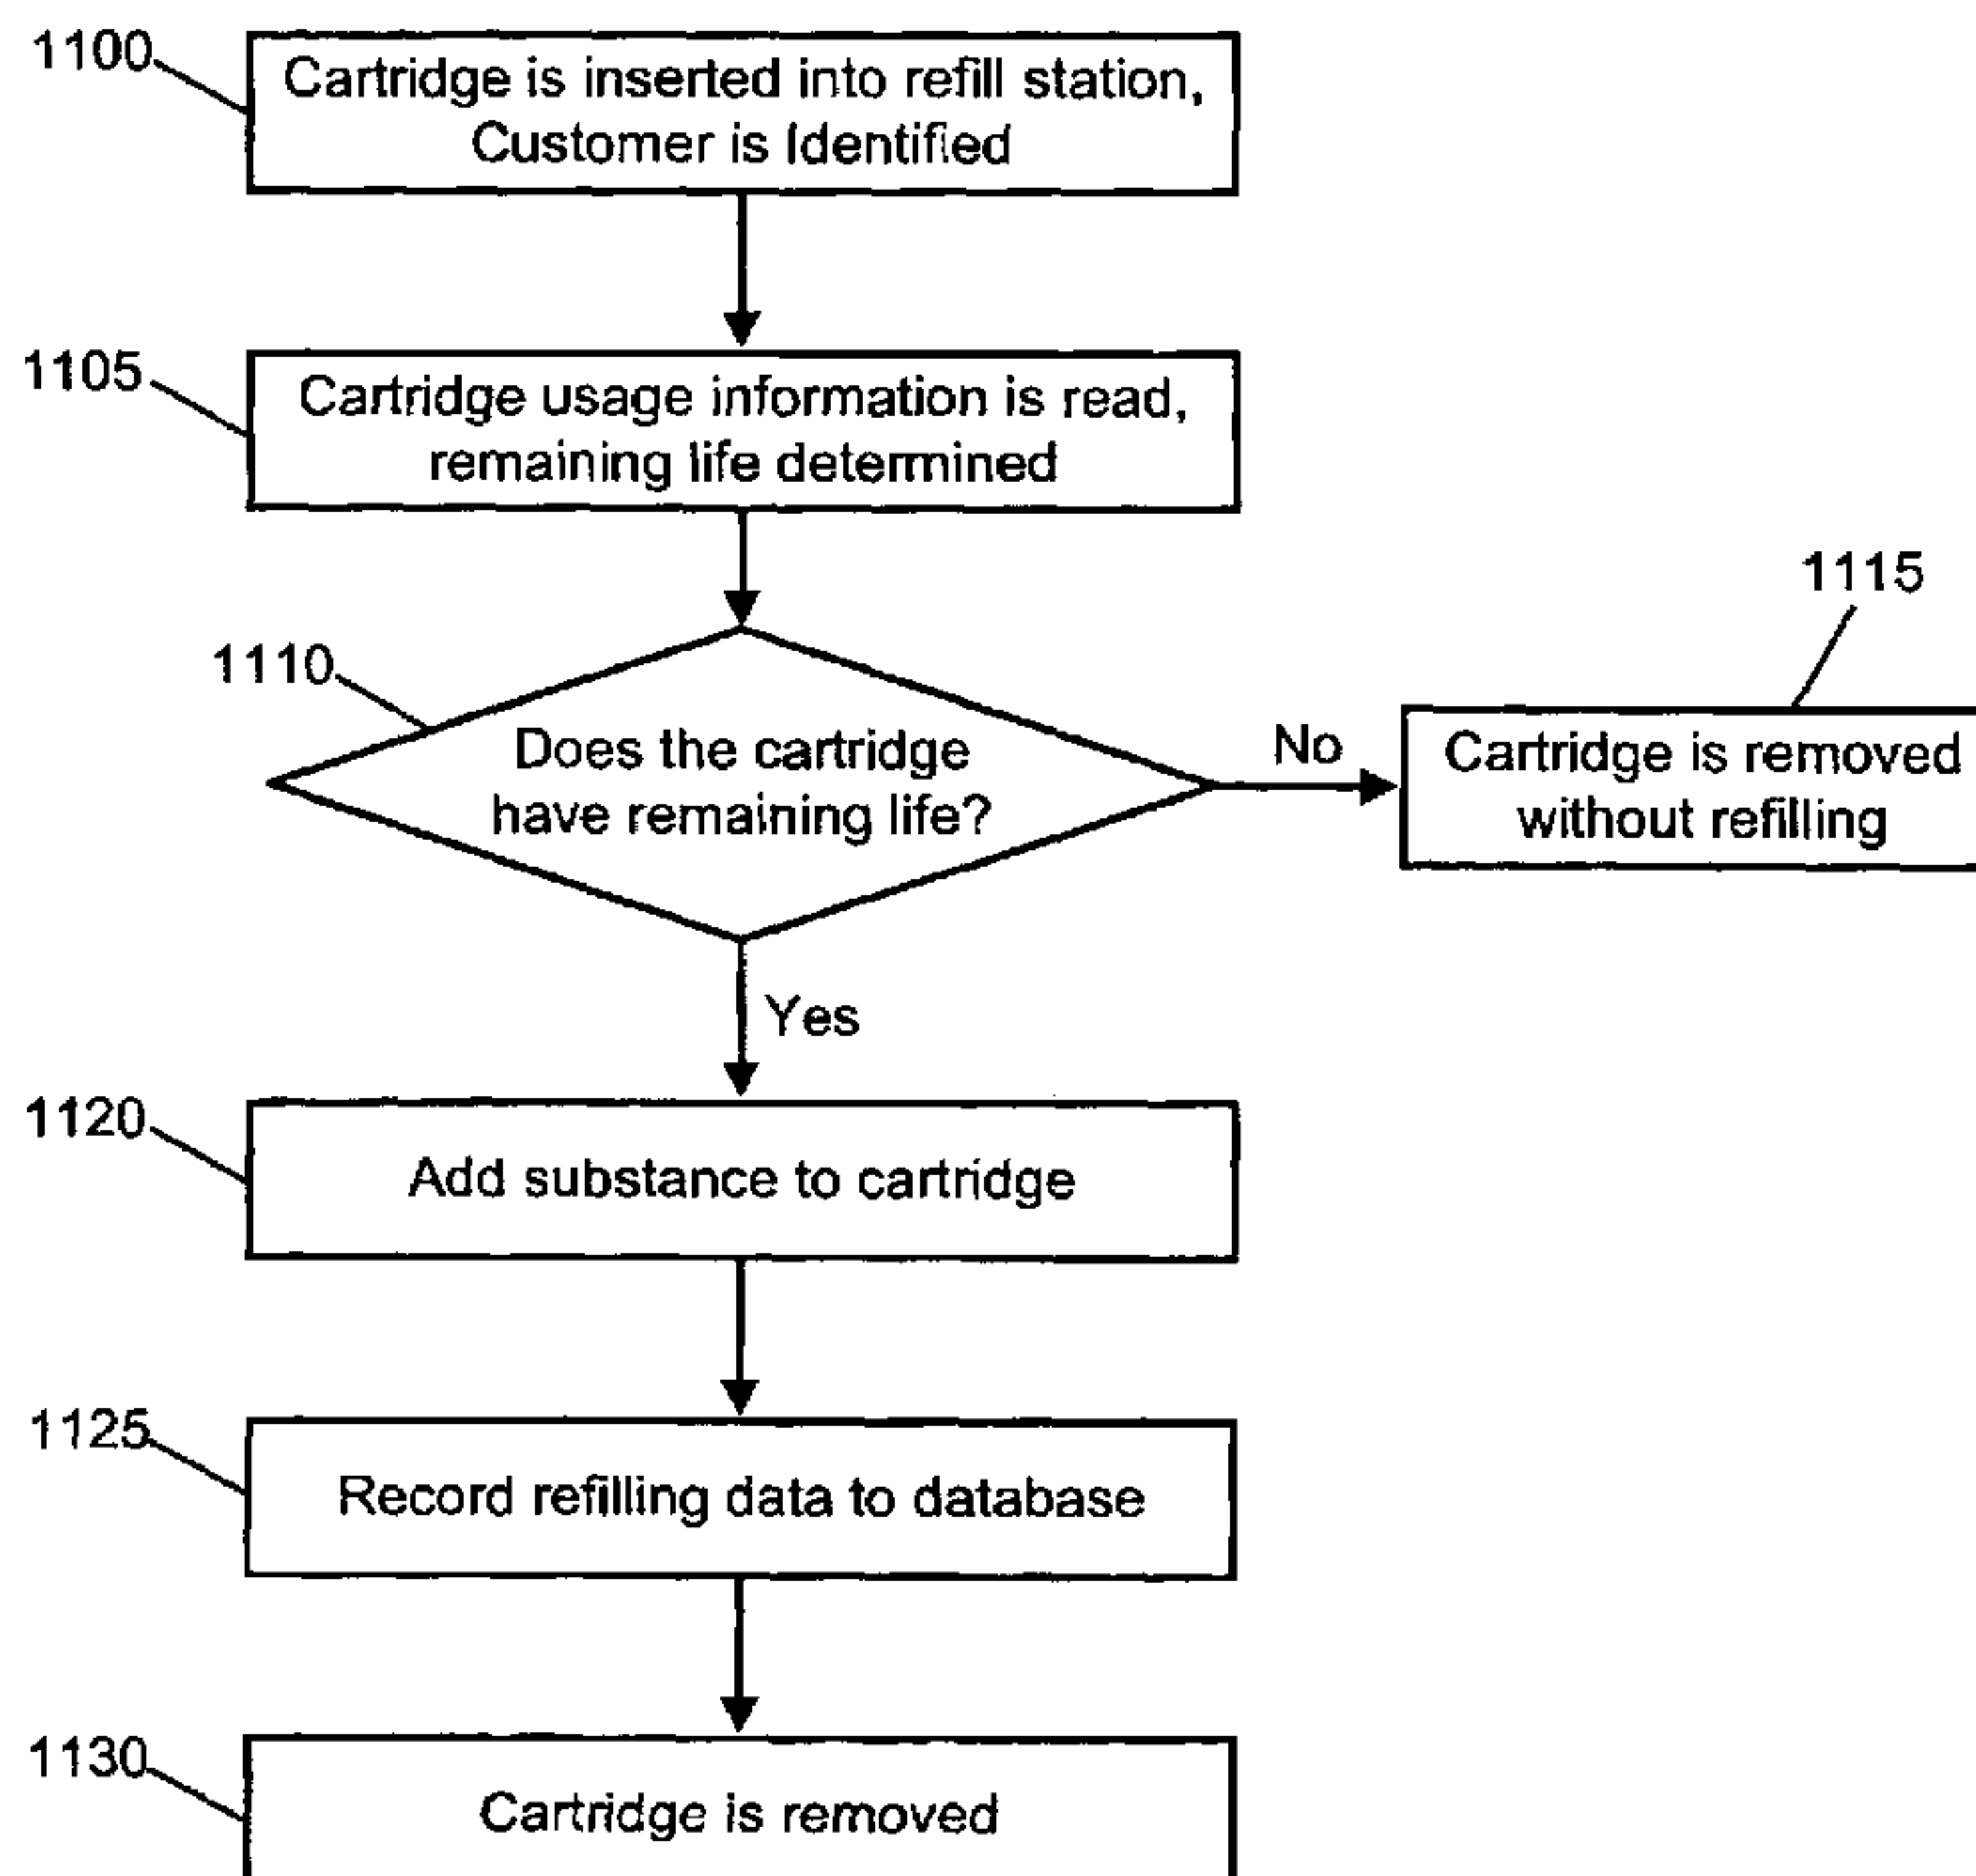 1100
Cartridge is inserted into refill station,
Customer is Identified
1105
Cartridge usage information is read,
remaining life determined
1110
Does the cartridge
have remaining life?
No
1115
Cartridge is removed
without refilling
Yes
1120
Add substance to cartridge
1125
Record refilling data to database
1130
Cartridge is removed